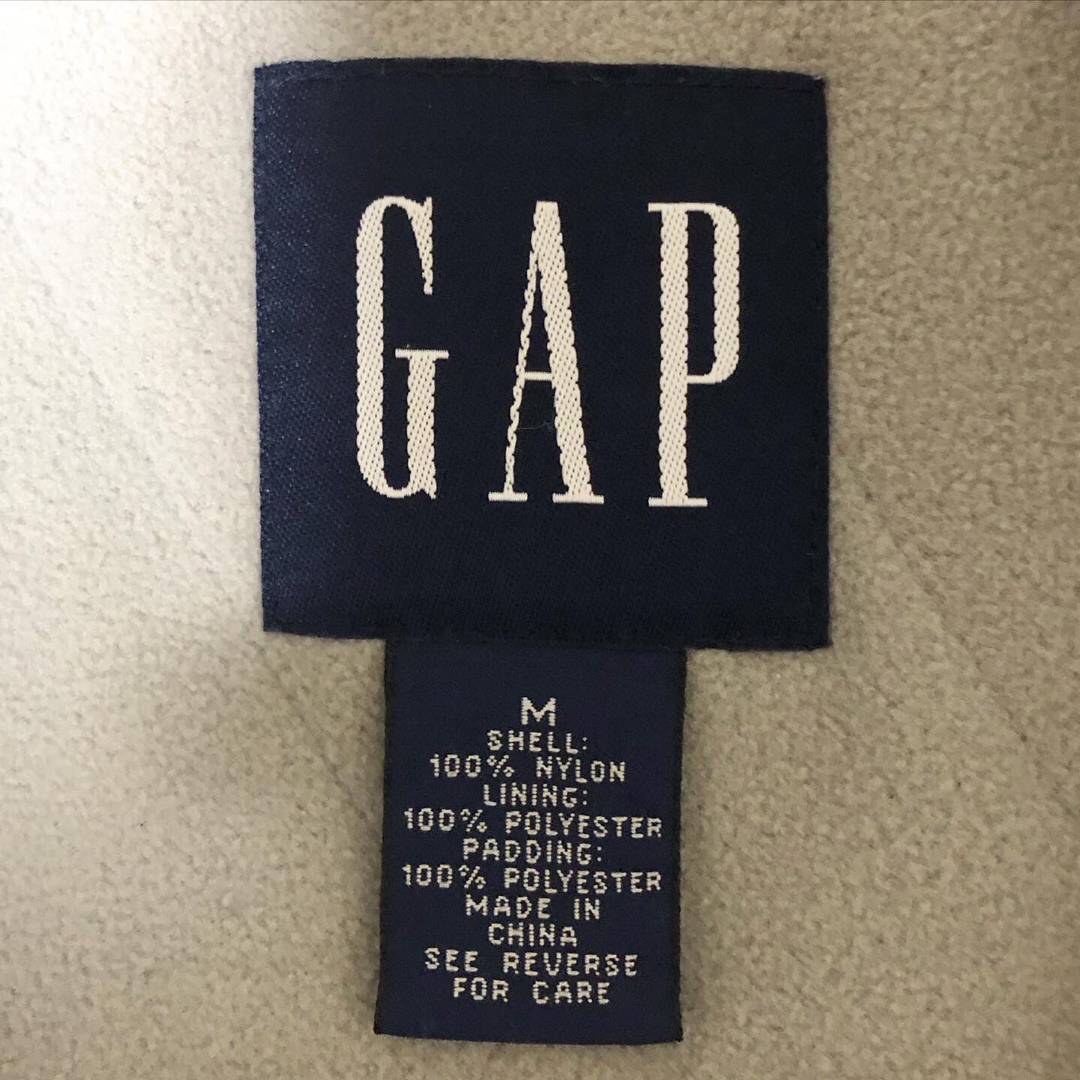 GAP
M
SHELL:
100% NYLON
LINING:
100% POLYESTER
PADDING:
100% POLYESTER
MADE IN
CHINA
SEE REVERSE
FOR CARE